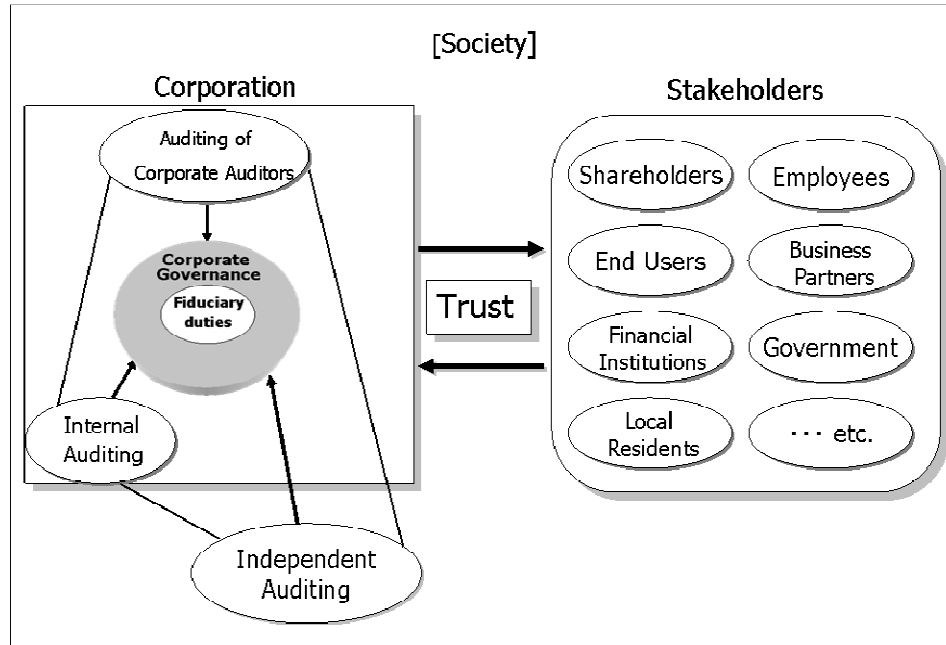 [Society]
Corporation
Auditing of
Corporate Auditors
Corporate
Governance
Fiduciary
duties
Internal
Auditing
Independent
Auditing
Trust
Stakeholders
Shareholders
Employees
End Users
Business
Partners
Financial
Institutions
Government
Local
Residents
··· etc.